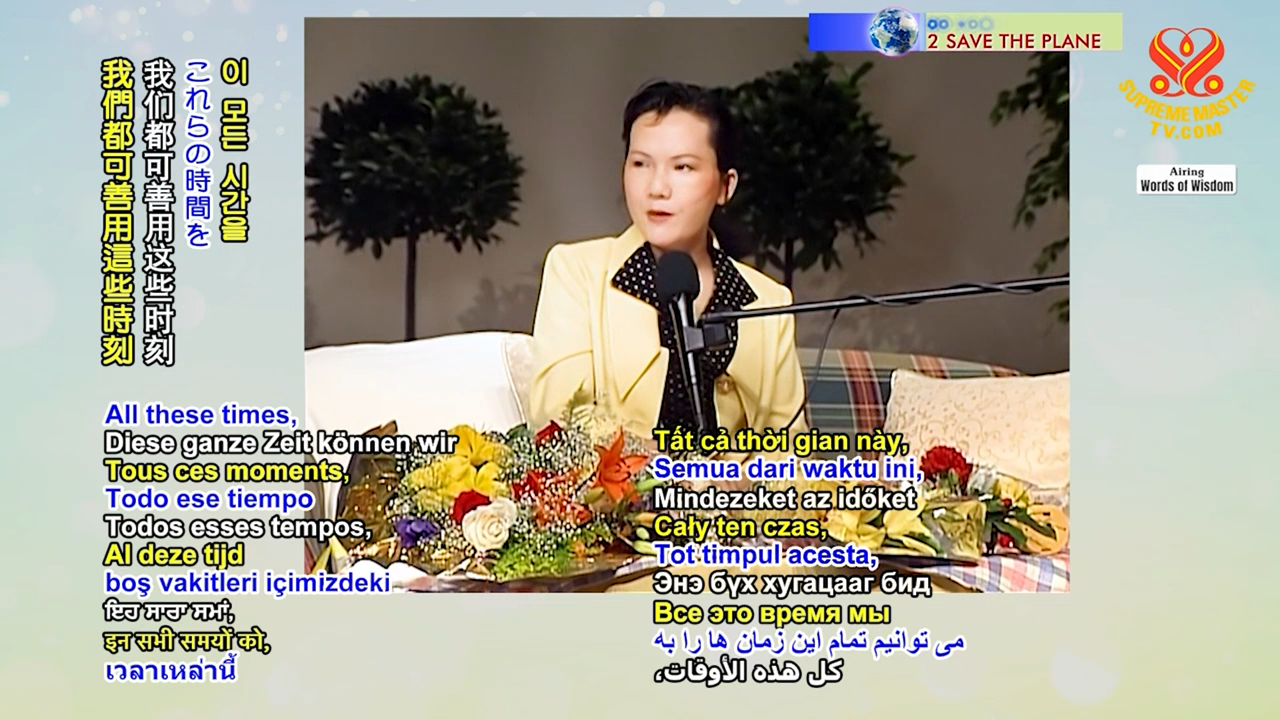 2 SAVE THE PLANE
SUPREME MASTER
TV.COM
Airing
Words of Wisdom
이 모든 시간을
これらの時間を
我们都可善用这些时刻
我們都可善用這些時刻
All these times,
Diese ganze Zeit können wir
Tous ces moments,
Todo ese tiempo
Todos esses tempos,
Al deze tijd
boş vakitleri içimizdeki
ਇਹ ਸਾਰਾ ਸਮਾਂ,
इन सभी समयों को,
เวลาเหล่านี้
Tất cả thời gian này,
Semua dari waktu ini,
Mindezeket az időket
Cały ten czas,
Tot timpul acesta,
Энэ бүх хугацааг бид
Все это время мы
می توانیم تمام این زمان ها را به
كل هذه الأوقات،